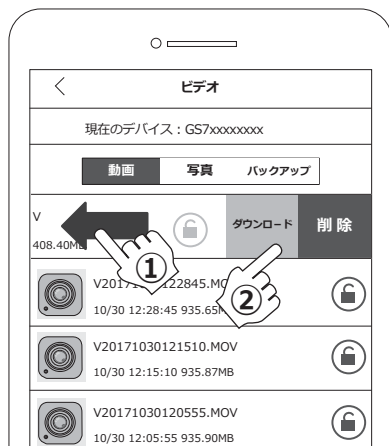 ビデオ
現在のデバイス：GS7xxxxxxxx
動画 写真 バックアップ
V
408.40MB
ダウンロード 削 除
①
②
10/30 12:28:45 935.65M
V20171030121510.MOV
10/30 12:15:10 935.87MB
V20171030120555.MOV
10/30 12:05:55 935.90MB